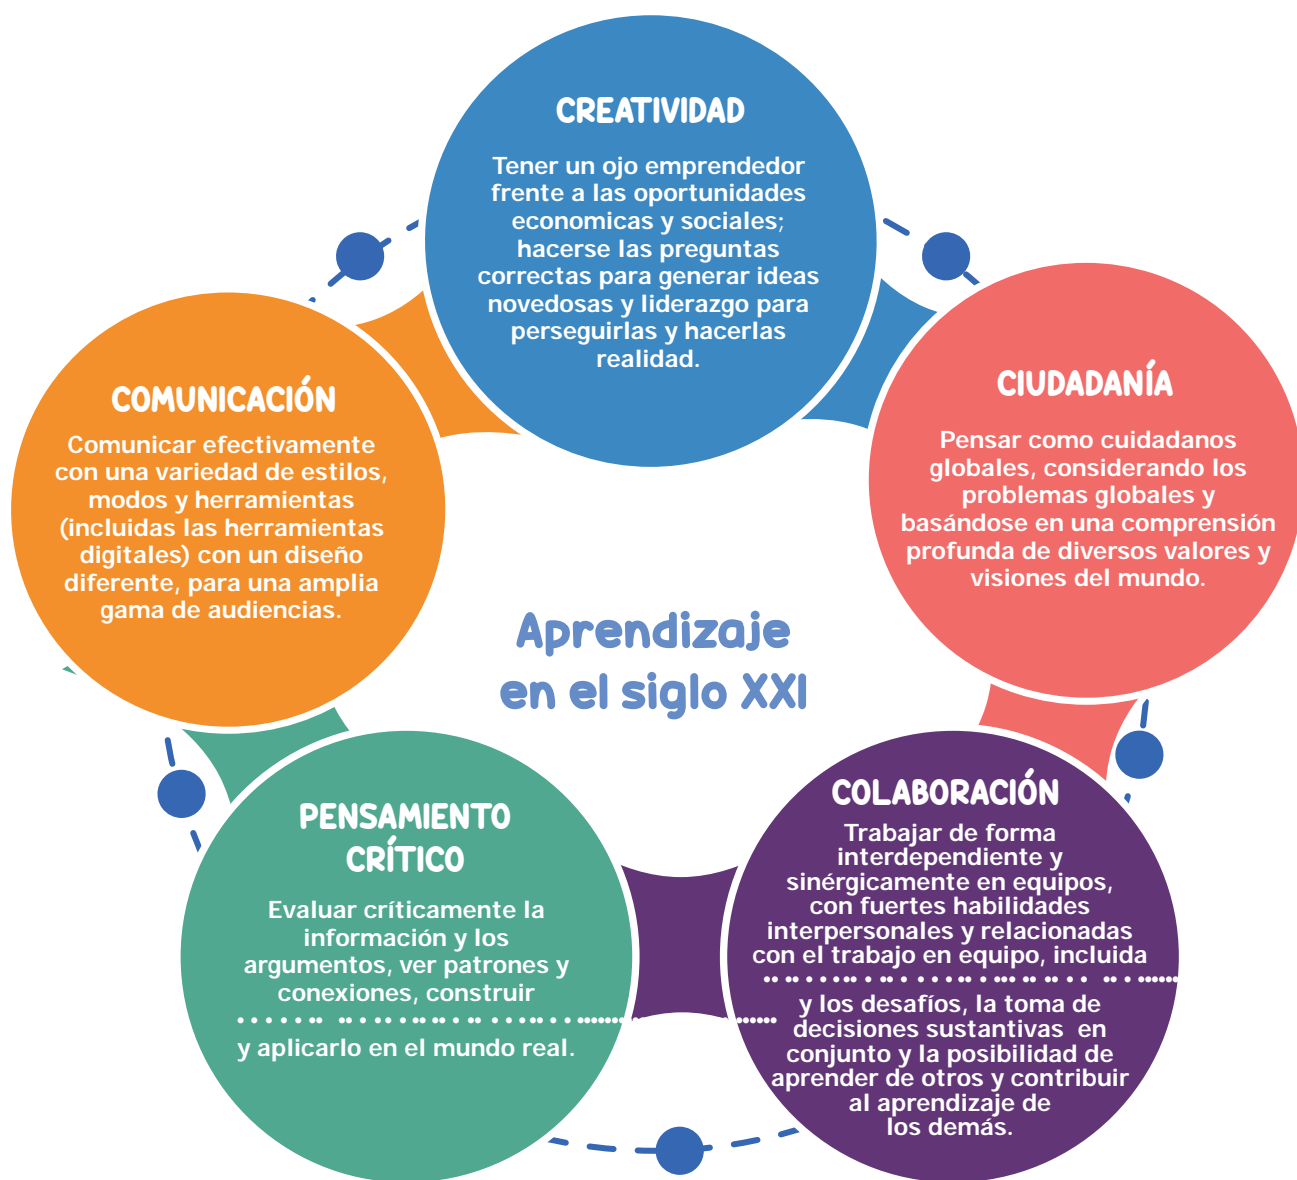 CREATIVIDAD
Tener un ojo emprendedor
frente a las oportunidades
economicas y sociales;
hacerse las preguntas
correctas para generar ideas
novedosas y liderazgo para
perseguirlas y hacerlas
realidad.
COMUNICACIÓN
Comunicar efectivamente
con una variedad de estilos,
modos y herramientas
(incluidas las herramientas
digitales) con un diseño
diferente, para una amplia
gama de audiencias.
CIUDADANÍA
Pensar como cuidadanos
globales, considerando los
problemas globales y
basándose en una comprensión
profunda de diversos valores y
visiones del mundo.
Aprendizaje
en el siglo XXI
PENSAMIENTO
CRÍTICO
Evaluar críticamente la
información y los
argumentos, ver patrones y
conexiones, construir
y aplicarlo en el mundo real.
COLABORACIÓN
Trabajar de forma
interdependiente y
sinérgicamente en equipos,
con fuertes habilidades
interpersonales y relacionadas
con el trabajo en equipo, incluida
y los desafíos, la toma de
decisiones sustantivas en
conjunto y la posibilidad de
aprender de otros y contribuir
al aprendizaje de
los demás.